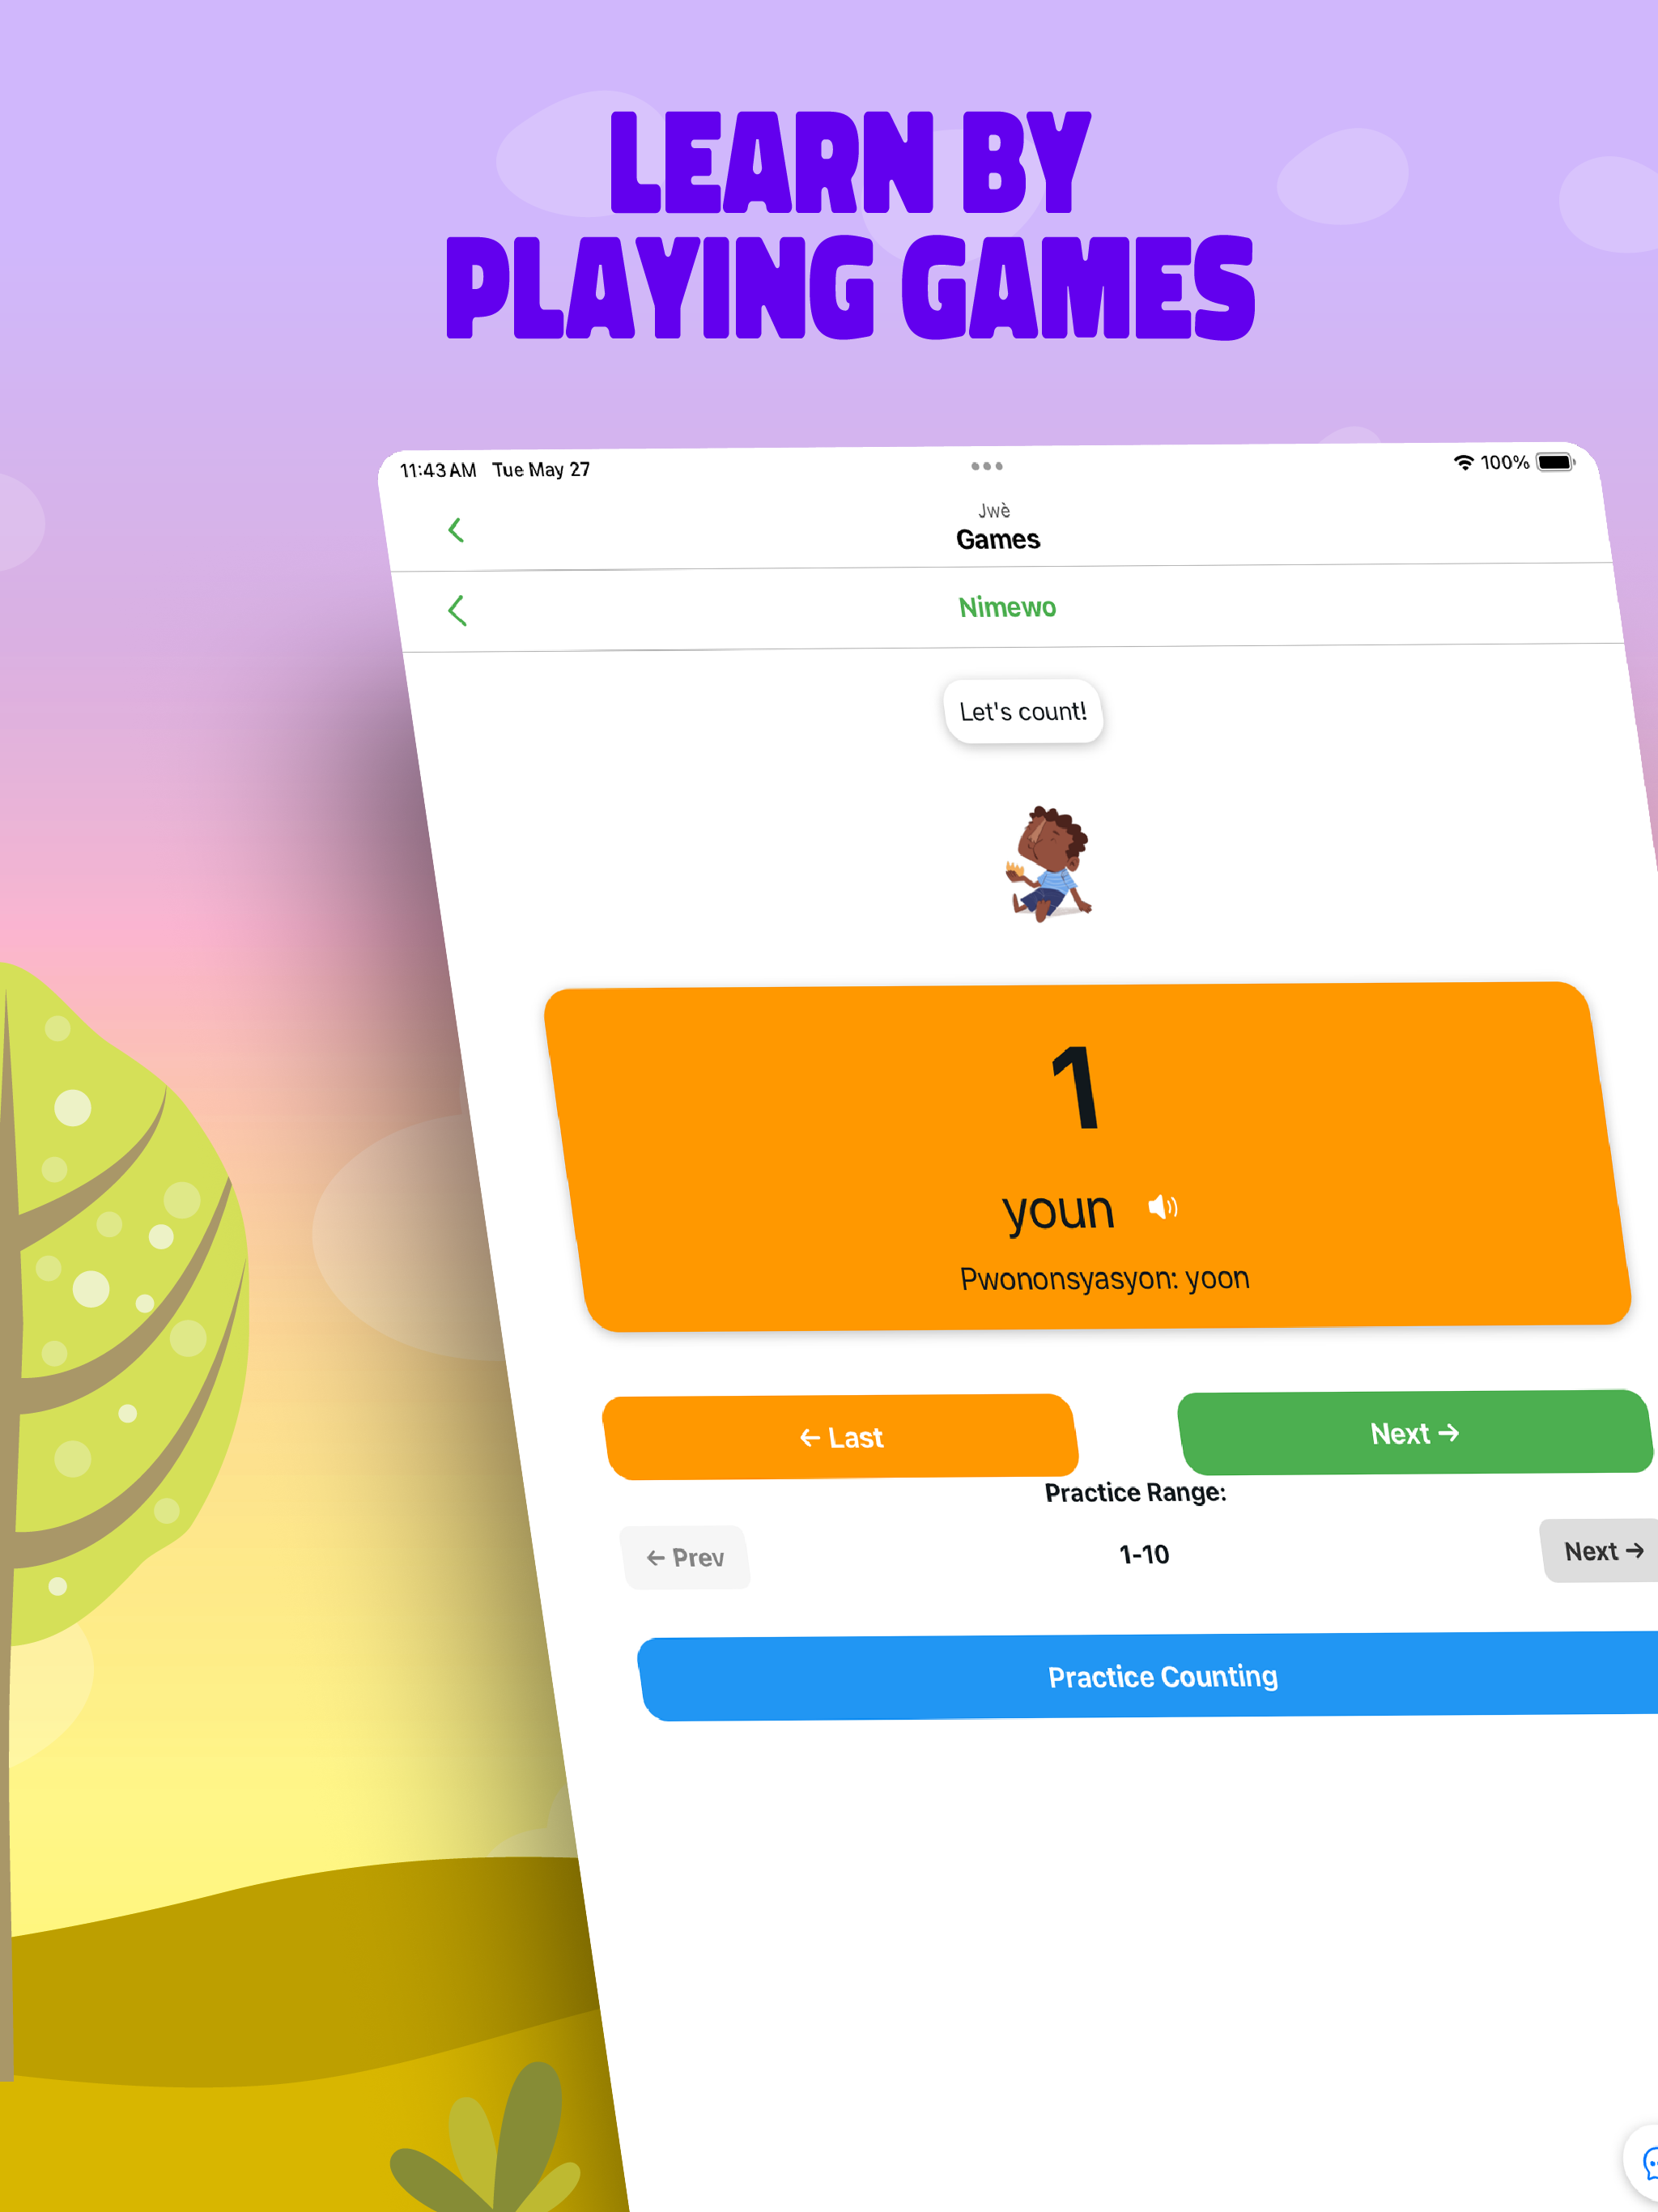 LEARN BY
PLAYING GAMES
11:43 AM Tue May 27
100%
Jwè
Games
Nimewo
Let's count!
1
youn
Pwononsyasyon: yoon
← Last
Next →
Practice Range:
← Prev
1-10
Next →
Practice Counting